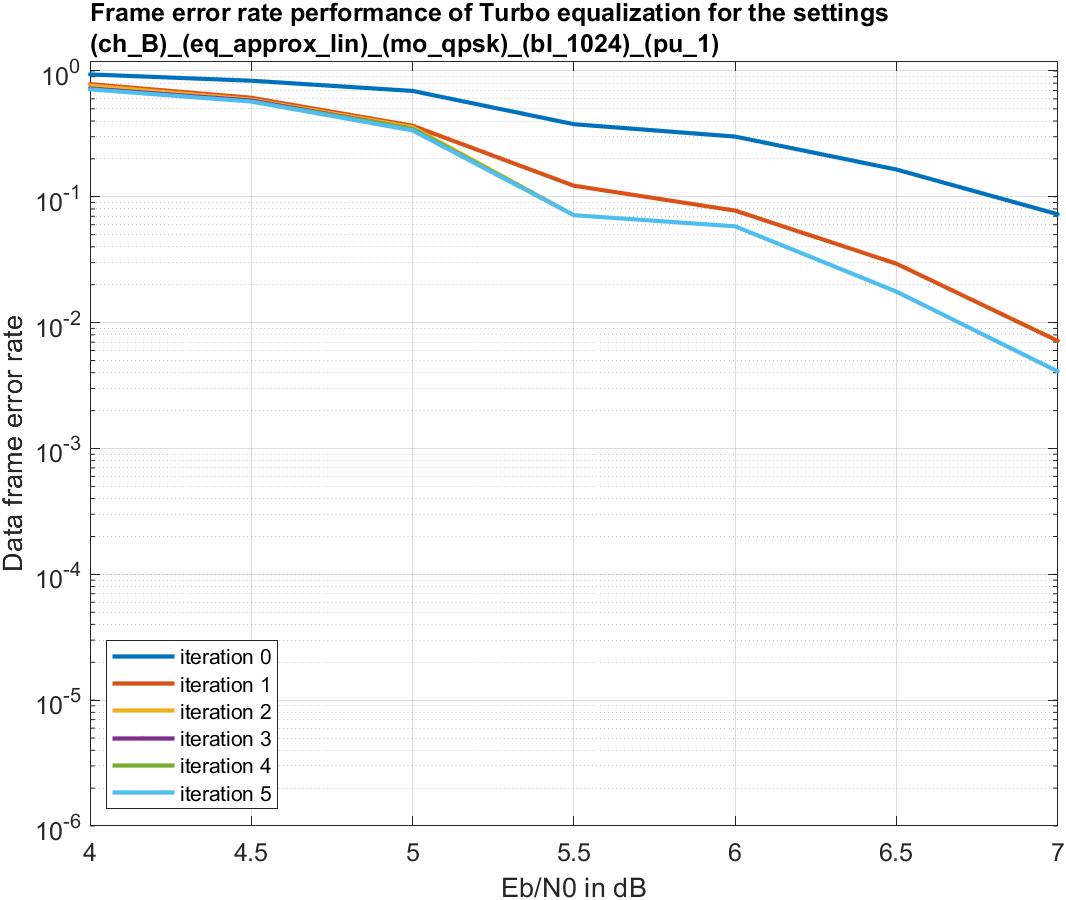 Frame error rate performance of Turbo equalization for the settings
(ch_B)_(eq_approx_lin)_(mo_qpsk)_(bl_1024)_(pu_1)
10^0
10^-1
10^-2
10^-3
10^-4
10^-5
10^-6
Data frame error rate
iteration 0
iteration 1
iteration 2
iteration 3
iteration 4
iteration 5
4 4.5 5 5.5 6 6.5 7
Eb/N0 in dB